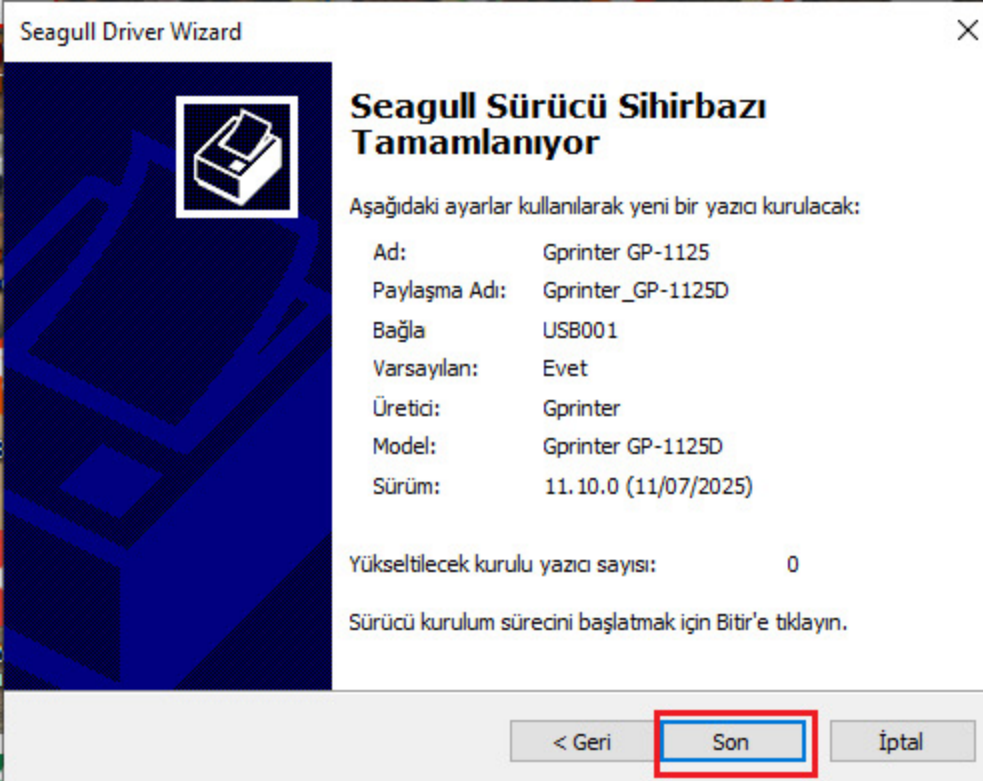 Seagull Driver Wizard
Seagull Sürücü Sihirbazı
Tamamlanıyor
Aşağıdaki ayarlar kullanılarak yeni bir yazıcı kurulacak:
Ad: Gprinter GP-1125
Paylaşma Adı: Gprinter_GP-1125D
Bağla USB001
Varsayılan: Evet
Üretici: Gprinter
Model: Gprinter GP-1125D
Sürüm: 11.10.0 (11/07/2025)
Yükseltilecek kurulu yazıcı sayısı: 0
Sürücü kurulum sürecini başlatmak için Bitir'e tıklayın.
< Geri Son İptal